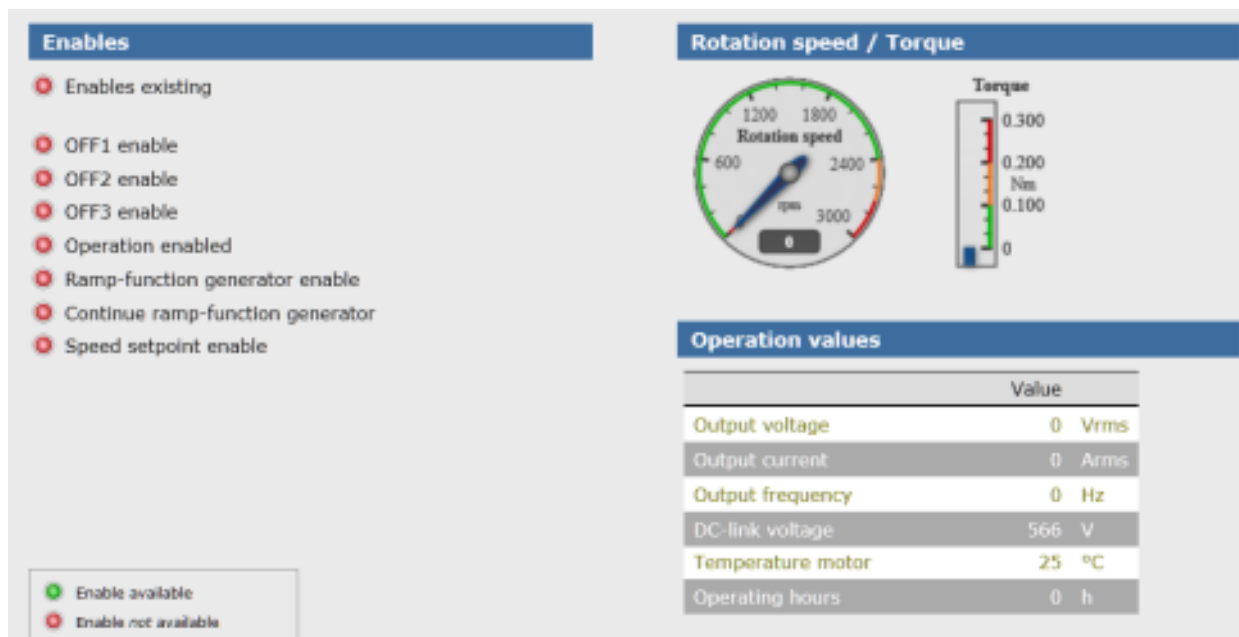 Enables
Enables existing
OFF1 enable
OFF2 enable
OFF3 enable
Operation enabled
Ramp-function generator enable
Continue ramp-function generator
Speed setpoint enable
Enable available
Enable not available
Rotation speed / Torque
1200 1800
Rotation speed
600 2400
rpm 3000
0
Torque
0.300
0.200
Nm
0.100
0
Operation values
Value
Output voltage 0 Vrms
Output current 0 Arms
Output frequency 0 Hz
DC-link voltage 566 V
Temperature motor 25 °C
Operating hours 0 h